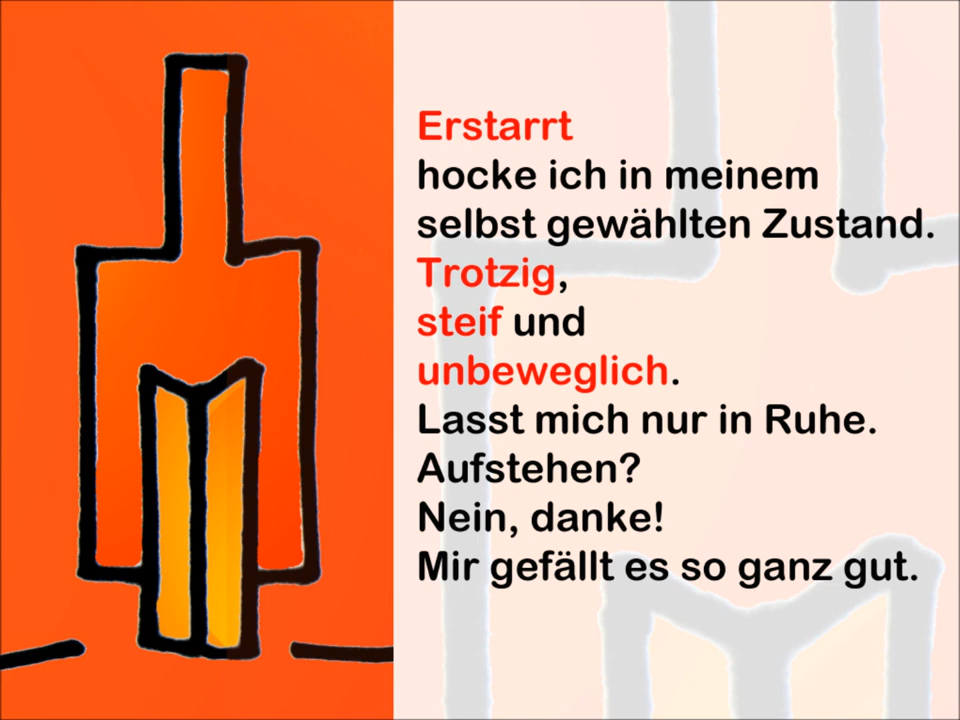 Erstarrt
hocke ich in meinem
selbst gewählten Zustand.
Trotzig,
steif und
unbeweglich.
Lasst mich nur in Ruhe.
Aufstehen?
Nein, danke!
Mir gefällt es so ganz gut.